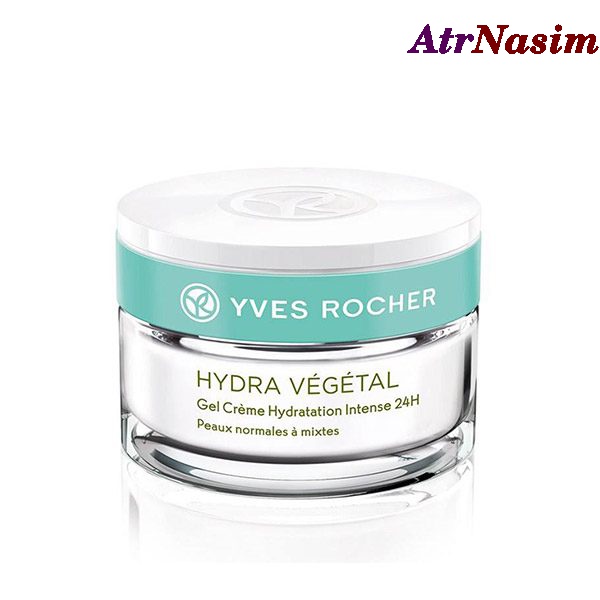 AtrNasim
YVES ROCHER
HYDRA VÉGÉTAL
Gel Crème Hydratation Intense 24H
Peaux normales à mixtes